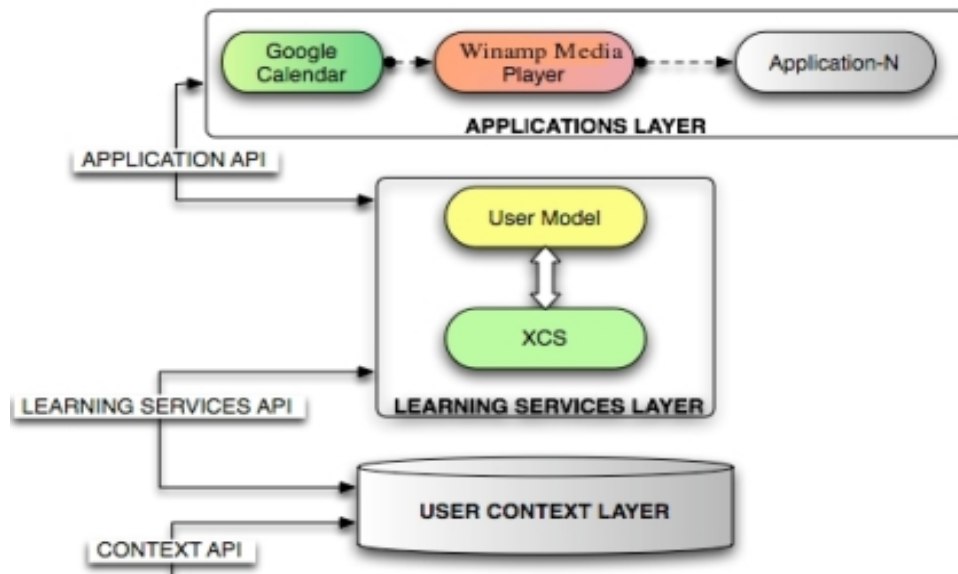 Google
Calendar
Winamp Media
Player
Application-N
APPLICATIONS LAYER
APPLICATION API
User Model
XCS
LEARNING SERVICES API
LEARNING SERVICES LAYER
USER CONTEXT LAYER
CONTEXT API